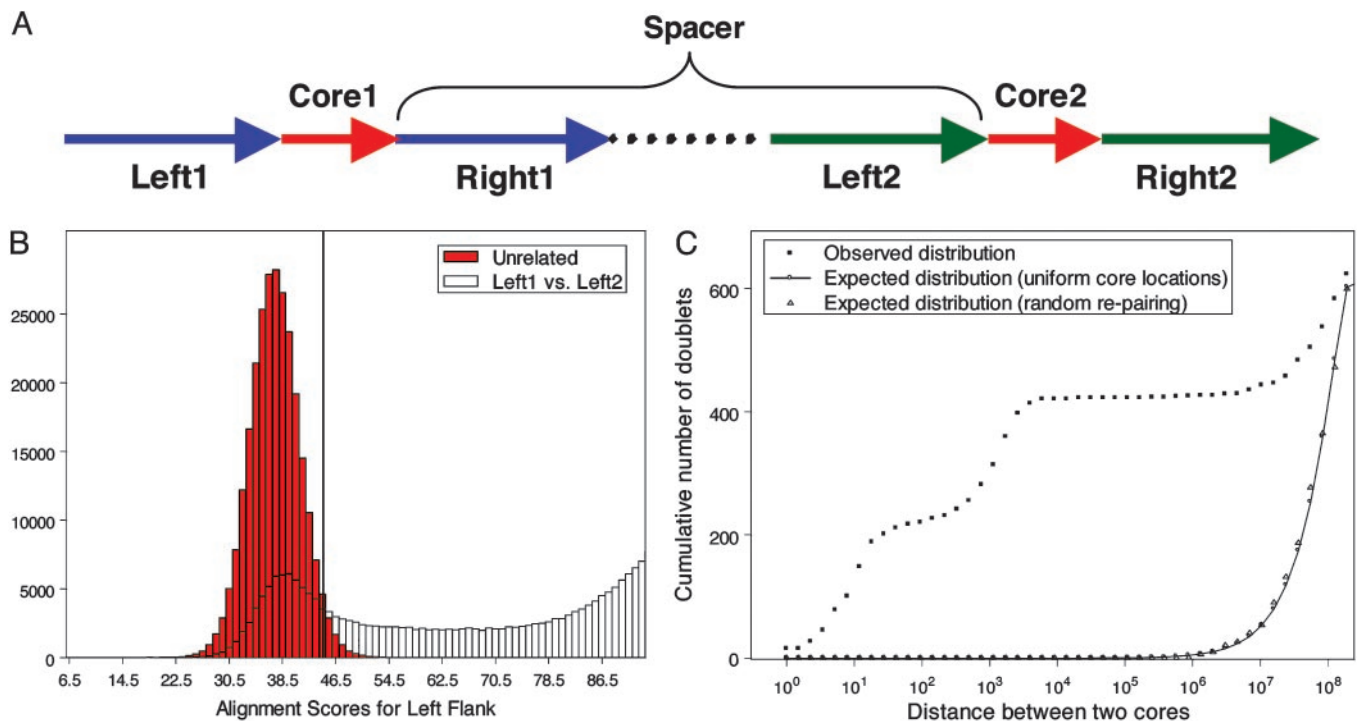 A
Spacer
Core1
Core2
Left1
Right1
Left2
Right2
B
Unrelated
Left1 vs. Left2
25000
20000
15000
10000
5000
0
6.5 14.5 22.5 30.5 38.5 46.5 54.5 62.5 70.5 78.5 86.5
Alignment Scores for Left Flank
C
Observed distribution
Expected distribution (uniform core locations)
Expected distribution (random re-pairing)
Cumulative number of doublets
600
400
200
0
10^0 10^1 10^2 10^3 10^4 10^5 10^6 10^7 10^8
Distance between two cores